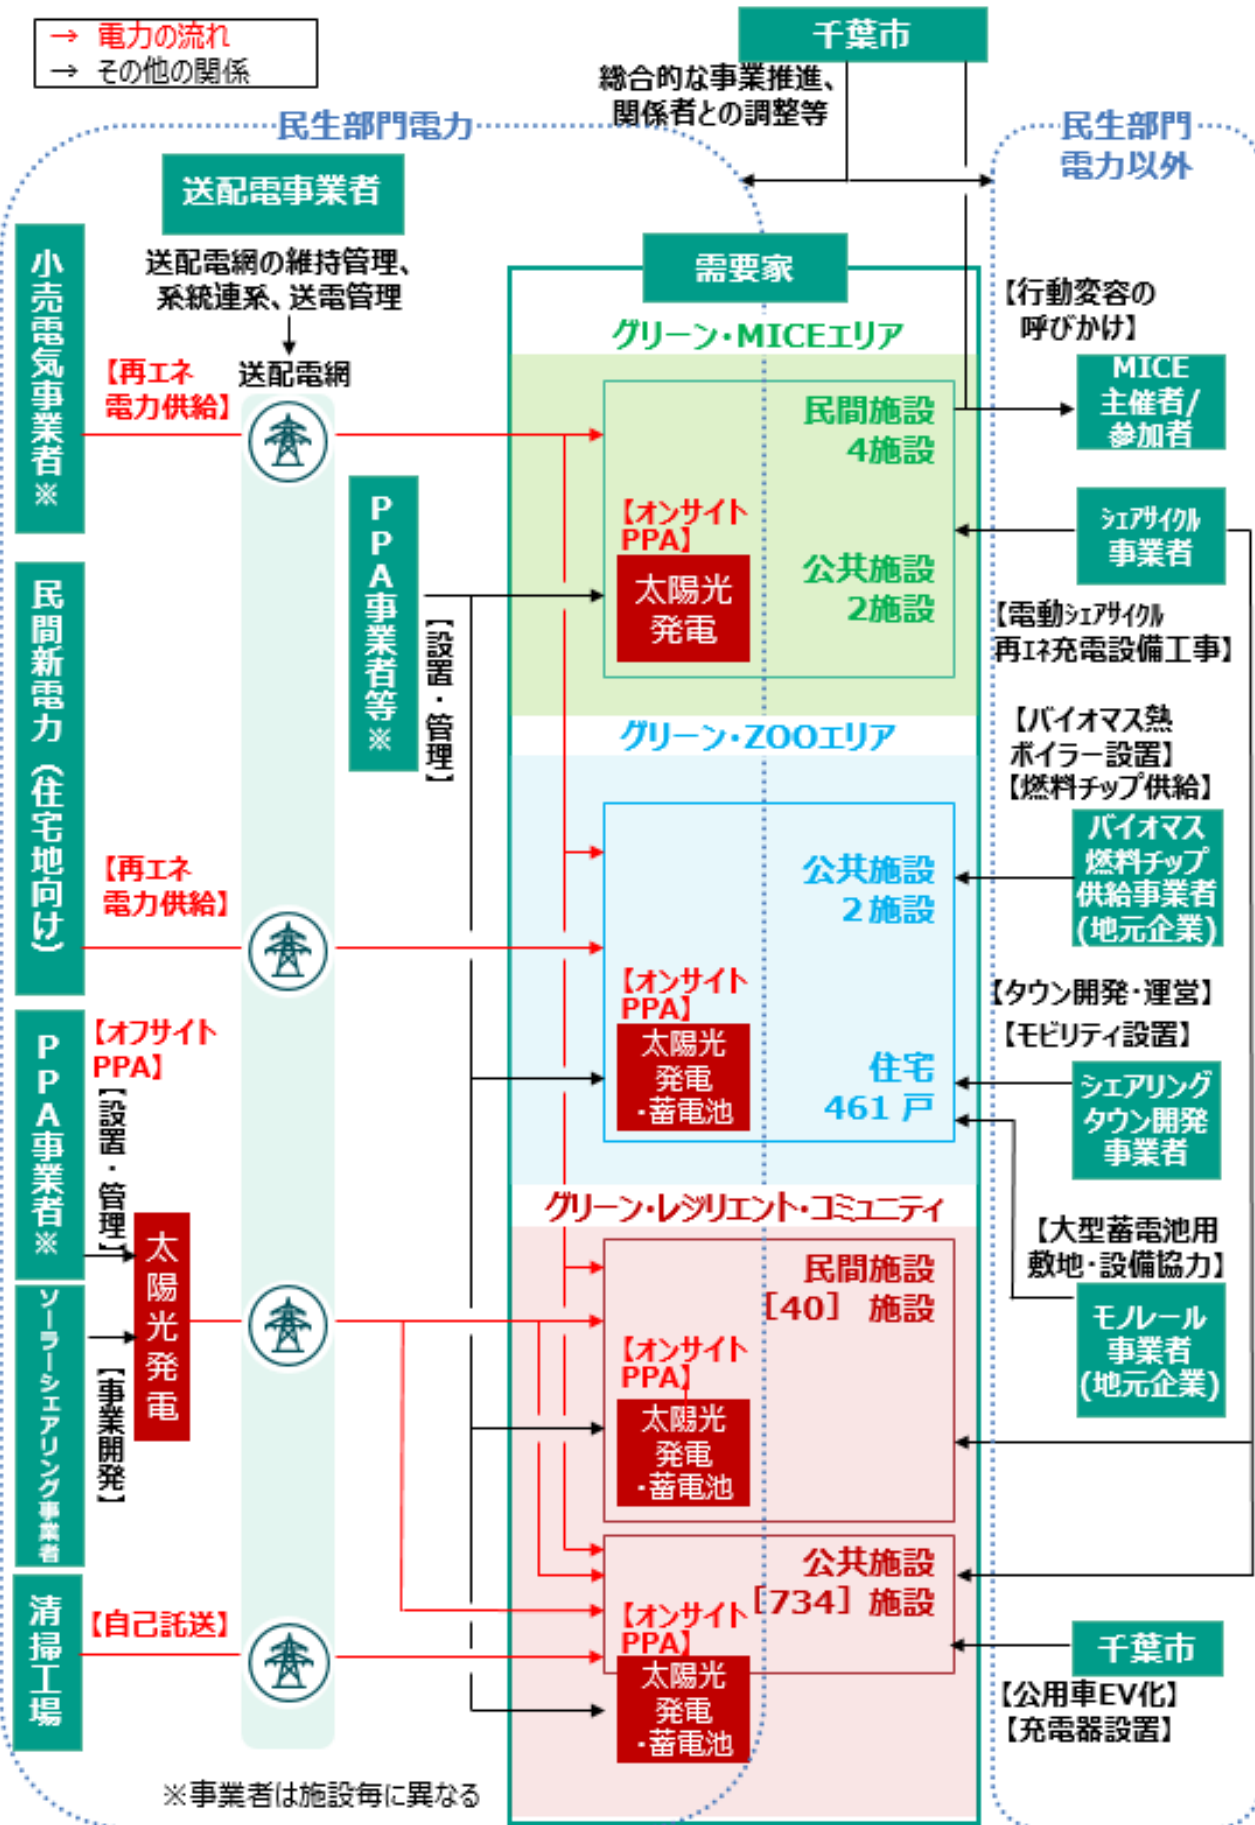 → 電力の流れ
→ その他の関係
千葉市
総合的な事業推進、
関係者との調整等
民生部門電力
民生部門
電力以外
送配電事業者
送配電網の維持管理、
系統連系、送電管理
送配電網
小売電気事業者※
【再エネ
電力供給】
民間新電力（住宅地向け）
【再エネ
電力供給】
PPA事業者等※
【設置・管理】
PPA事業者※
【オフサイト
PPA】
【設置・管理】
太陽光発電
ソーラーシェアリング事業者
【事業開発】
清掃工場
【自己託送】
※事業者は施設毎に異なる
需要家
グリーン・MICEエリア
民間施設
4施設
【オンサイト
PPA】
太陽光
発電
公共施設
2施設
グリーン・ZOOエリア
公共施設
2施設
【オンサイト
PPA】
太陽光
発電
・蓄電池
住宅
461戸
グリーン・レジリエント・コミュニティ
民間施設
[40] 施設
【オンサイト
PPA】
太陽光
発電
・蓄電池
公共施設
[734] 施設
【オンサイト
PPA】
太陽光
発電
・蓄電池
【行動変容の
呼びかけ】
MICE
主催者/
参加者
シェアサイクル
事業者
【電動シェアサイクル
再エネ充電設備工事】
【バイオマス熱
ボイラー設置】
【燃料チップ供給】
バイオマス
燃料チップ
供給事業者
(地元企業)
【タウン開発・運営】
【モビリティ設置】
シェアリング
タウン開発
事業者
【大型蓄電池用
敷地・設備協力】
モノレール
事業者
(地元企業)
千葉市
【公用車EV化】
【充電器設置】